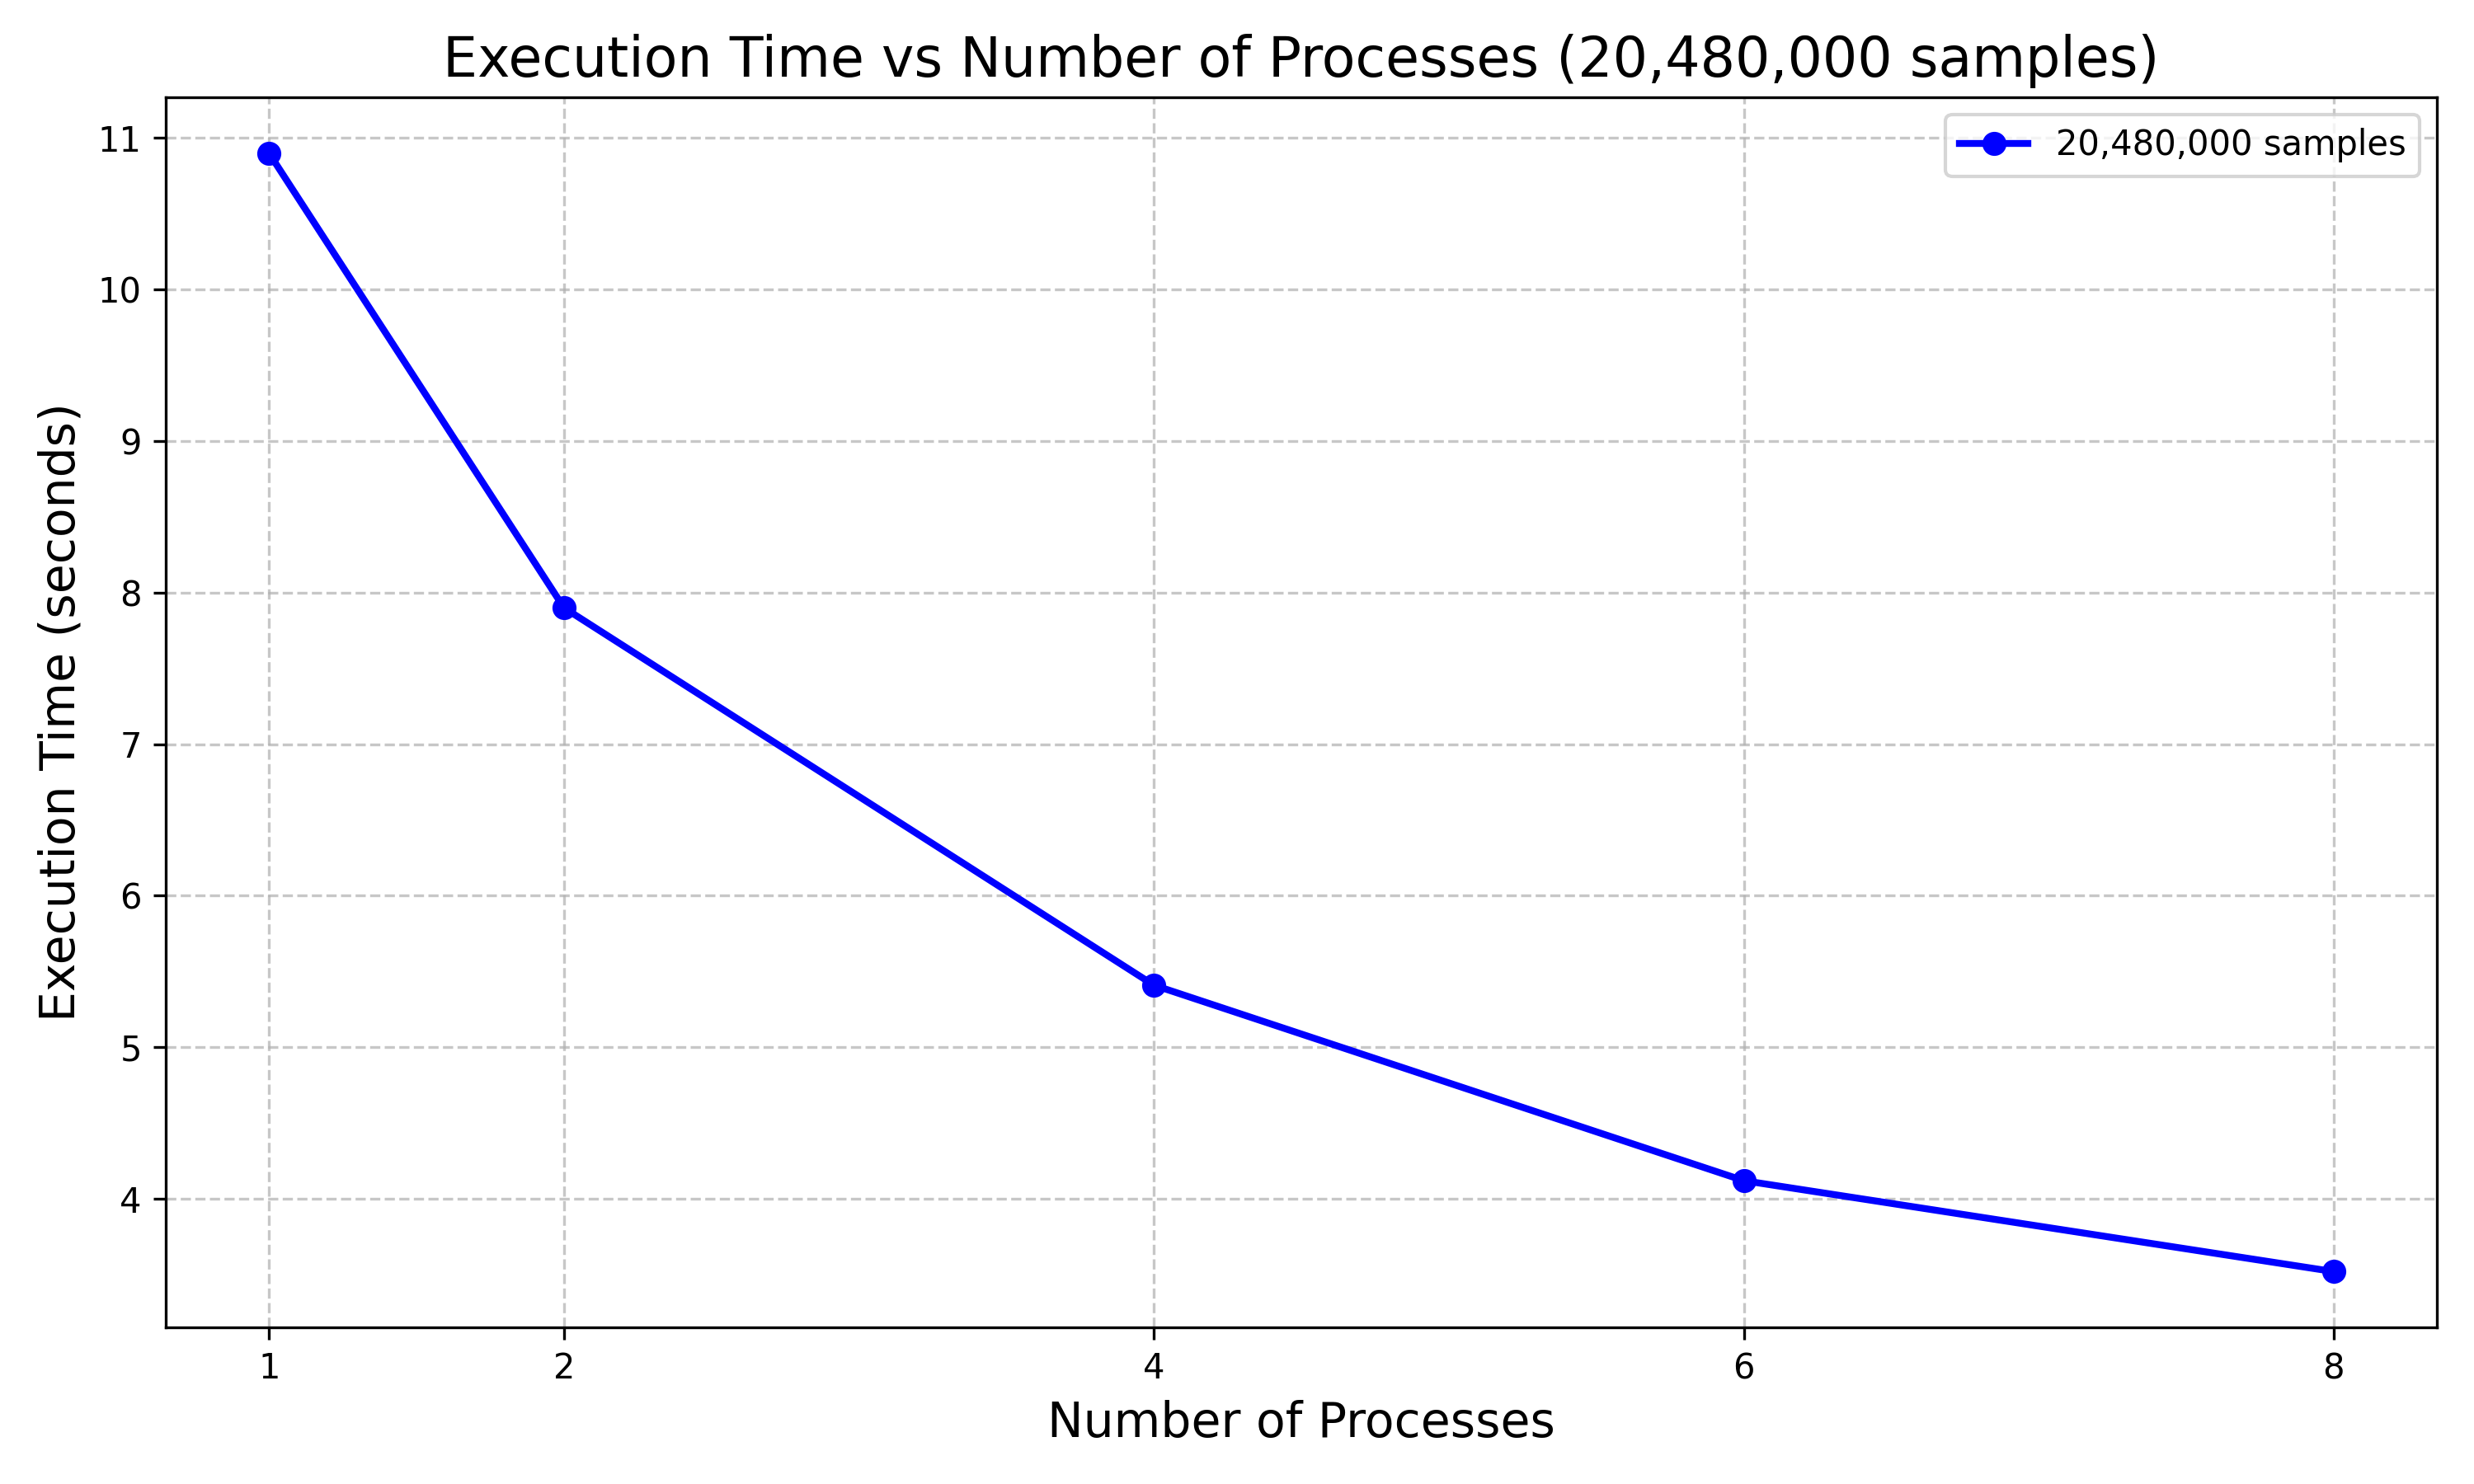 Execution Time vs Number of Processes (20,480,000 samples)
20,480,000 samples
Execution Time (seconds)
11
10
9
8
7
6
5
4
1 2 4 6 8
Number of Processes